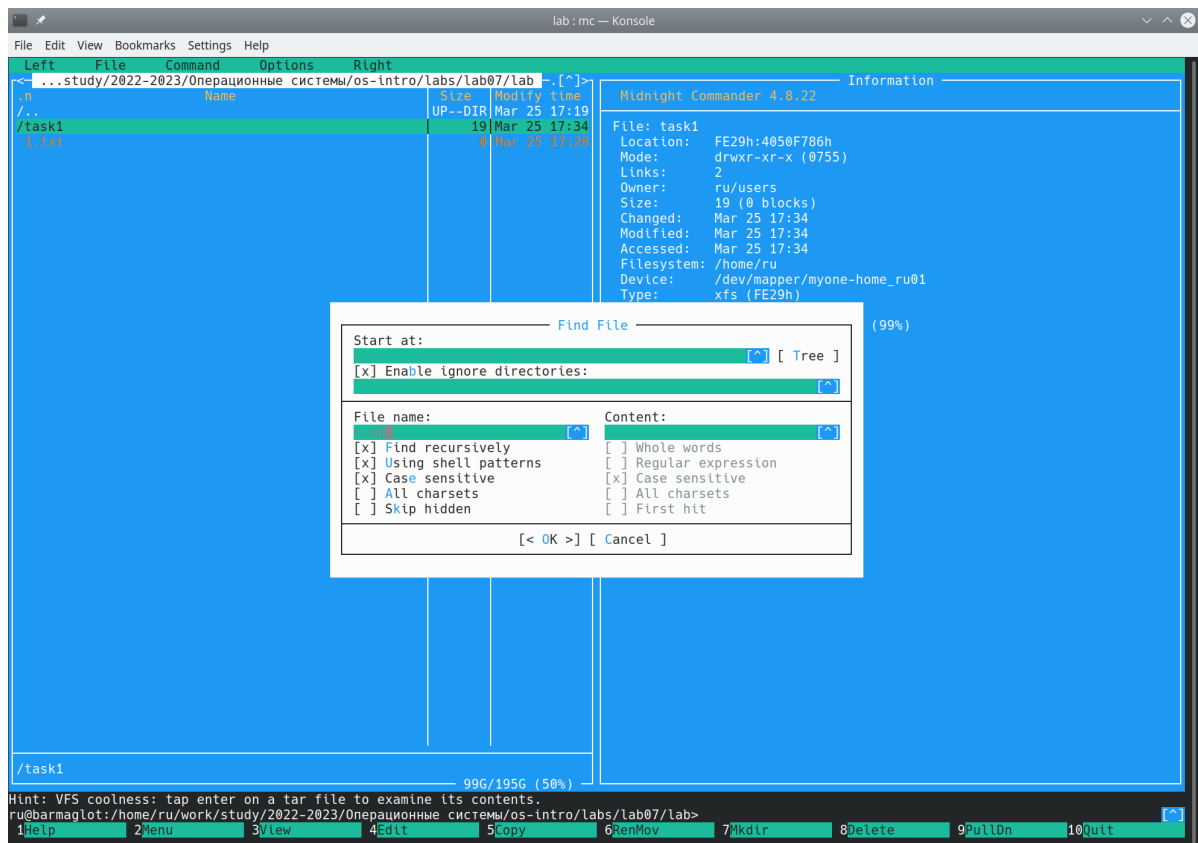 lab : mc — Konsole
File Edit View Bookmarks Settings Help
Left File Command Options Right
<— ...study/2022-2023/Операционные системы/os-intro/labs/lab07/lab —.[^]>
Information
.n Name Size Modify time
Midnight Commander 4.8.22
/.. UP--DIR Mar 25 17:19
/task1 19 Mar 25 17:34
File: task1
1.txt 0 Mar 25 17:28
Location: FE29h:4050F786h
Mode: drwxr-xr-x (0755)
Links: 2
Owner: ru/users
Size: 19 (0 blocks)
Changed: Mar 25 17:34
Modified: Mar 25 17:34
Accessed: Mar 25 17:34
Filesystem: /home/ru
Device: /dev/mapper/myone-home_ru01
Type: xfs (FE29h)
(99%)
Find File
Start at:
[^] [ Tree ]
[x] Enable ignore directories:
[^]
File name: Content:
[^] [^]
[x] Find recursively [ ] Whole words
[x] Using shell patterns [ ] Regular expression
[x] Case sensitive [x] Case sensitive
[ ] All charsets [ ] All charsets
[ ] Skip hidden [ ] First hit
[< OK >] [ Cancel ]
/task1
99G/195G (50%)
Hint: VFS coolness: tap enter on a tar file to examine its contents.
ru@barmaglot:/home/ru/work/study/2022-2023/Операционные системы/os-intro/labs/lab07/lab> [^]
1Help 2Menu 3View 4Edit 5Copy 6RenMov 7Mkdir 8Delete 9PullDn 10Quit